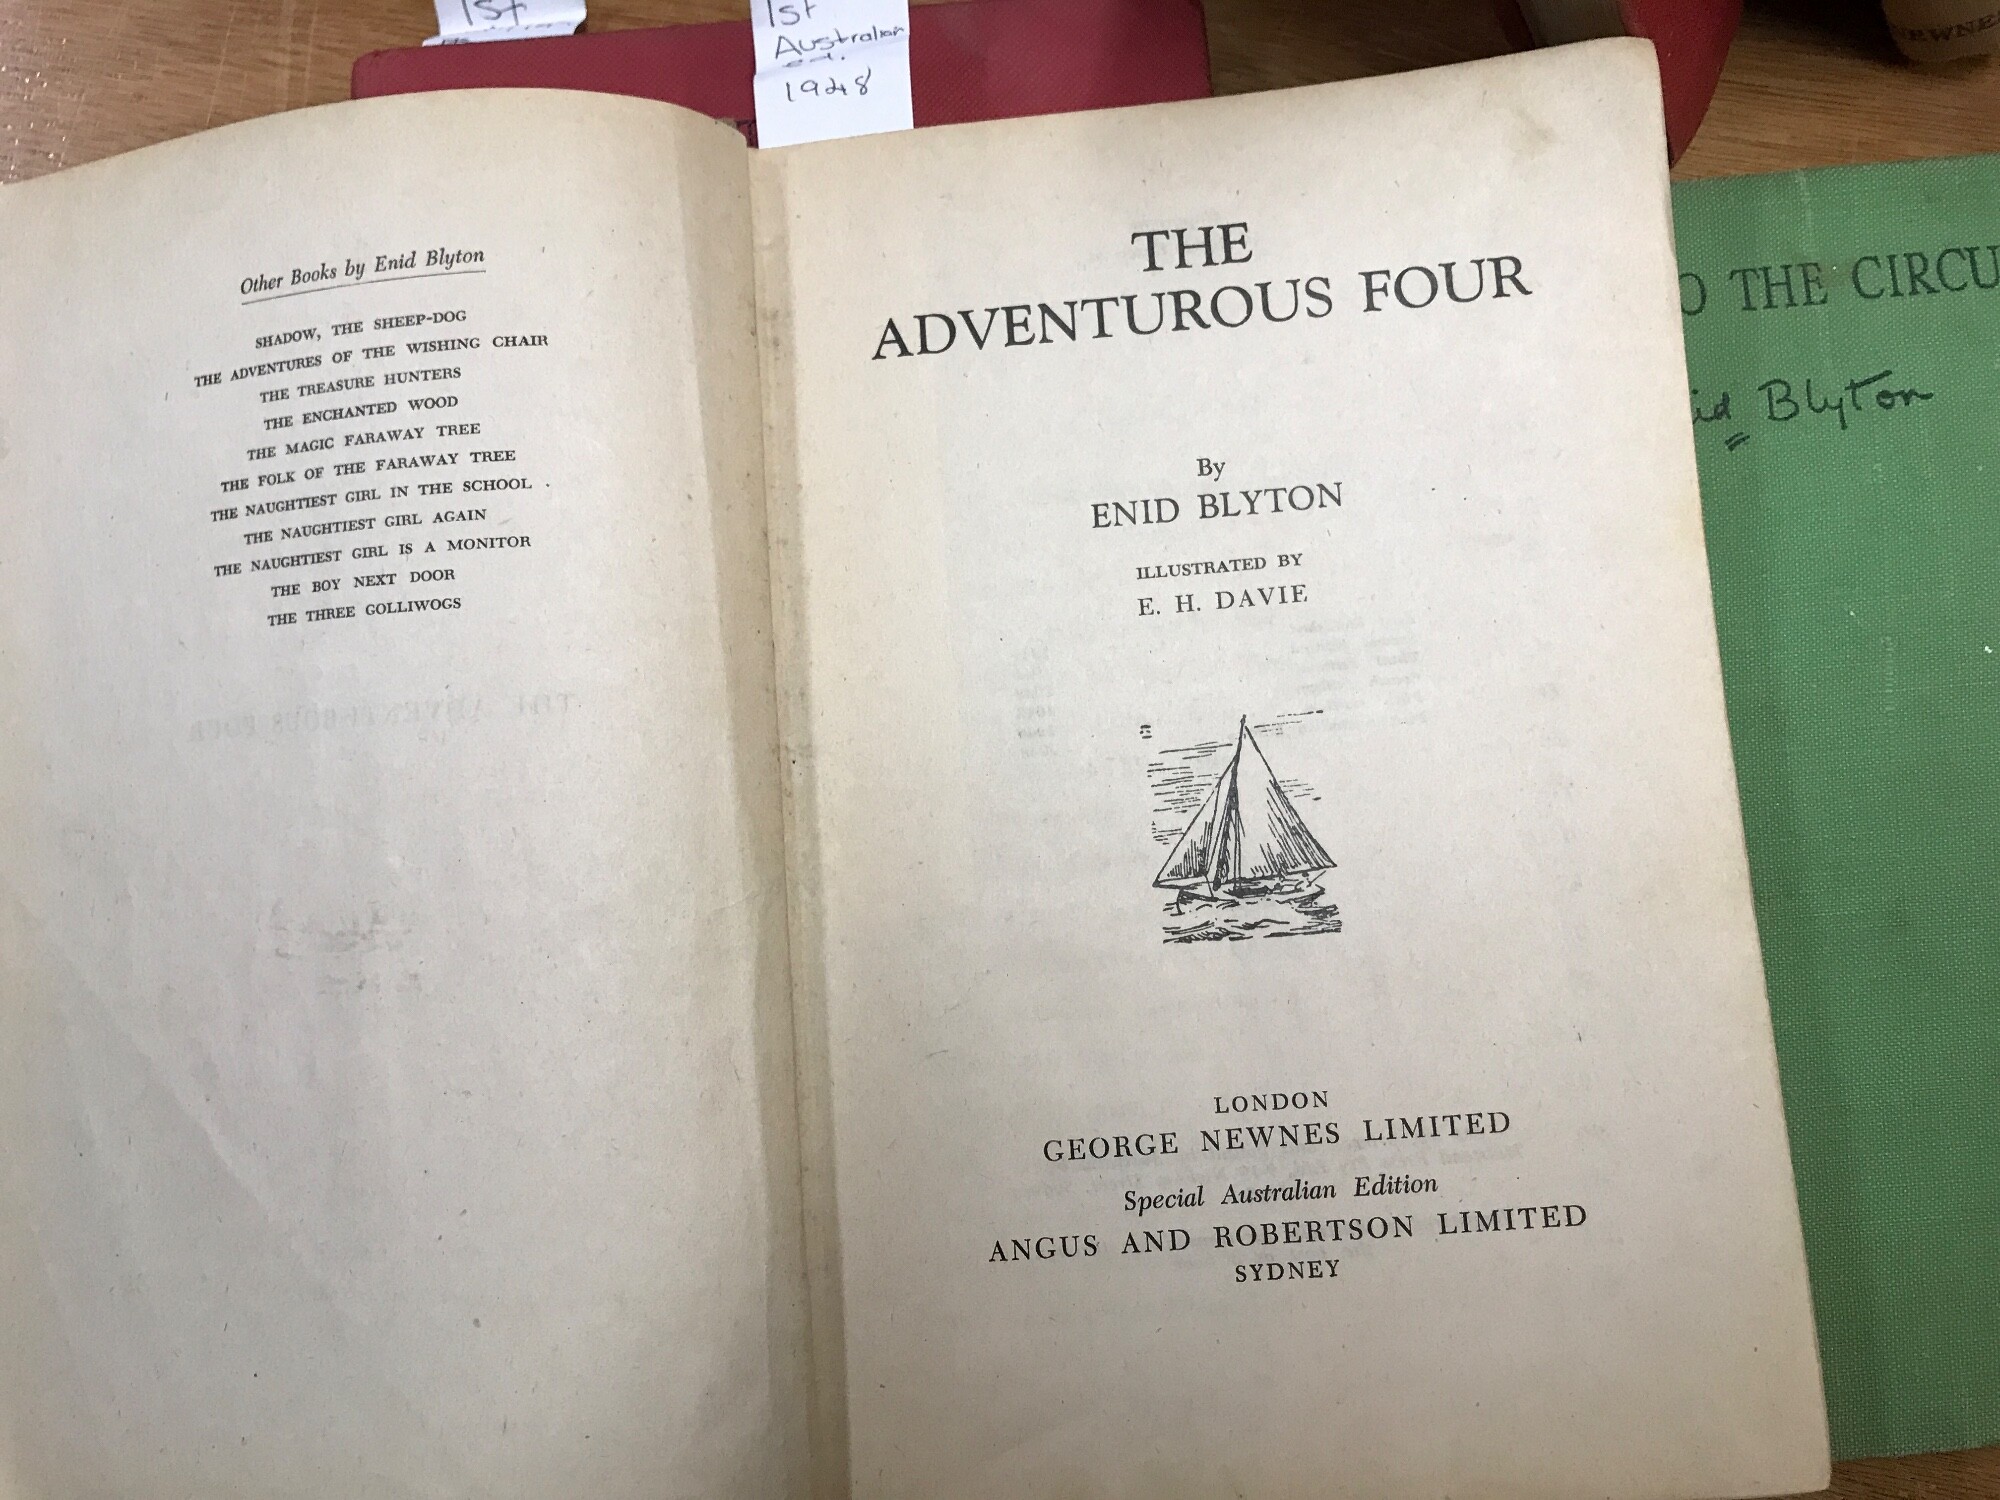 1st
1st
Australian
ed.
1948
Other Books by Enid Blyton
SHADOW, THE SHEEP-DOG
THE ADVENTURES OF THE WISHING CHAIR
THE TREASURE HUNTERS
THE ENCHANTED WOOD
THE MAGIC FARAWAY TREE
THE FOLK OF THE FARAWAY TREE
THE NAUGHTIEST GIRL IN THE SCHOOL
THE NAUGHTIEST GIRL AGAIN
THE NAUGHTIEST GIRL IS A MONITOR
THE BOY NEXT DOOR
THE THREE GOLLIWOGS
THE
ADVENTUROUS FOUR
By
ENID BLYTON
ILLUSTRATED BY
E. H. DAVIE
LONDON
GEORGE NEWNES LIMITED
Special Australian Edition
ANGUS AND ROBERTSON LIMITED
SYDNEY
O THE CIRCU
id Blyton